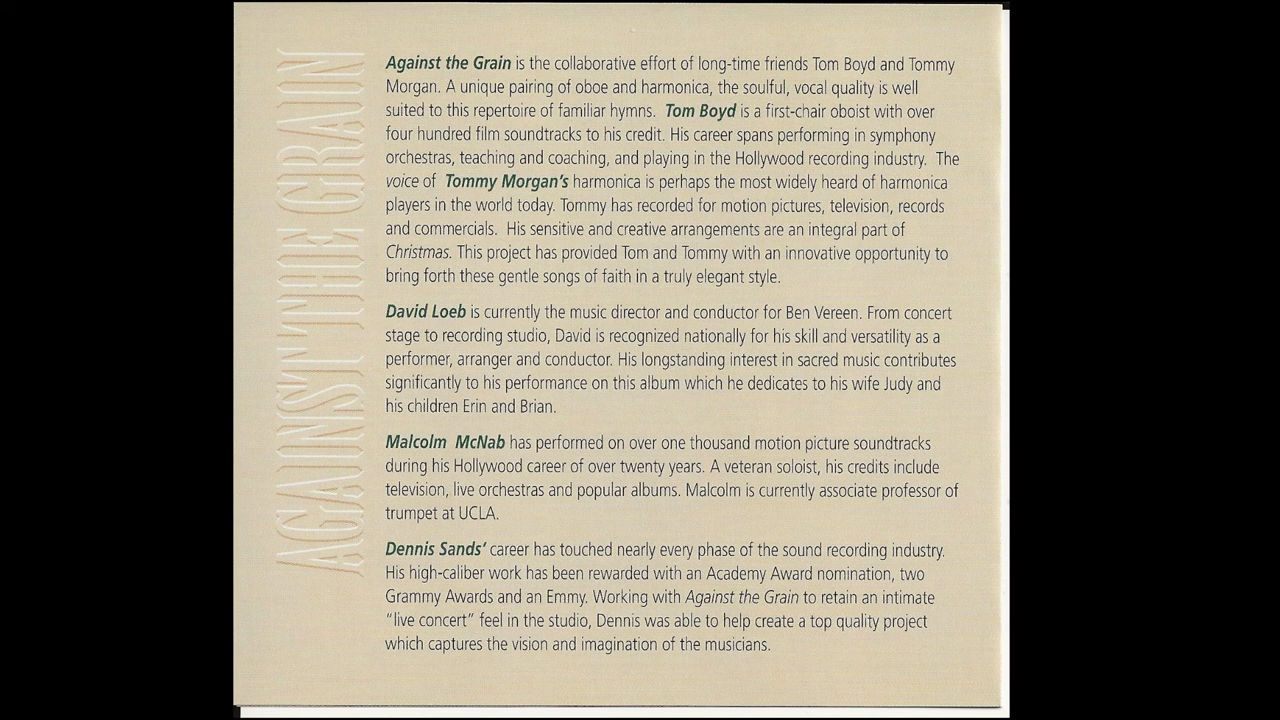 AGAINST THE GRAIN
Against the Grain is the collaborative effort of long-time friends Tom Boyd and Tommy
Morgan. A unique pairing of oboe and harmonica, the soulful, vocal quality is well
suited to this repertoire of familiar hymns. Tom Boyd is a first-chair oboist with over
four hundred film soundtracks to his credit. His career spans performing in symphony
orchestras, teaching and coaching, and playing in the Hollywood recording industry. The
voice of Tommy Morgan's harmonica is perhaps the most widely heard of harmonica
players in the world today. Tommy has recorded for motion pictures, television, records
and commercials. His sensitive and creative arrangements are an integral part of
Christmas. This project has provided Tom and Tommy with an innovative opportunity to
bring forth these gentle songs of faith in a truly elegant style.
David Loeb is currently the music director and conductor for Ben Vereen. From concert
stage to recording studio, David is recognized nationally for his skill and versatility as a
performer, arranger and conductor. His longstanding interest in sacred music contributes
significantly to his performance on this album which he dedicates to his wife Judy and
his children Erin and Brian.
Malcolm McNab has performed on over one thousand motion picture soundtracks
during his Hollywood career of over twenty years. A veteran soloist, his credits include
television, live orchestras and popular albums. Malcolm is currently associate professor of
trumpet at UCLA.
Dennis Sands' career has touched nearly every phase of the sound recording industry.
His high-caliber work has been rewarded with an Academy Award nomination, two
Grammy Awards and an Emmy. Working with Against the Grain to retain an intimate
"live concert" feel in the studio, Dennis was able to help create a top quality project
which captures the vision and imagination of the musicians.